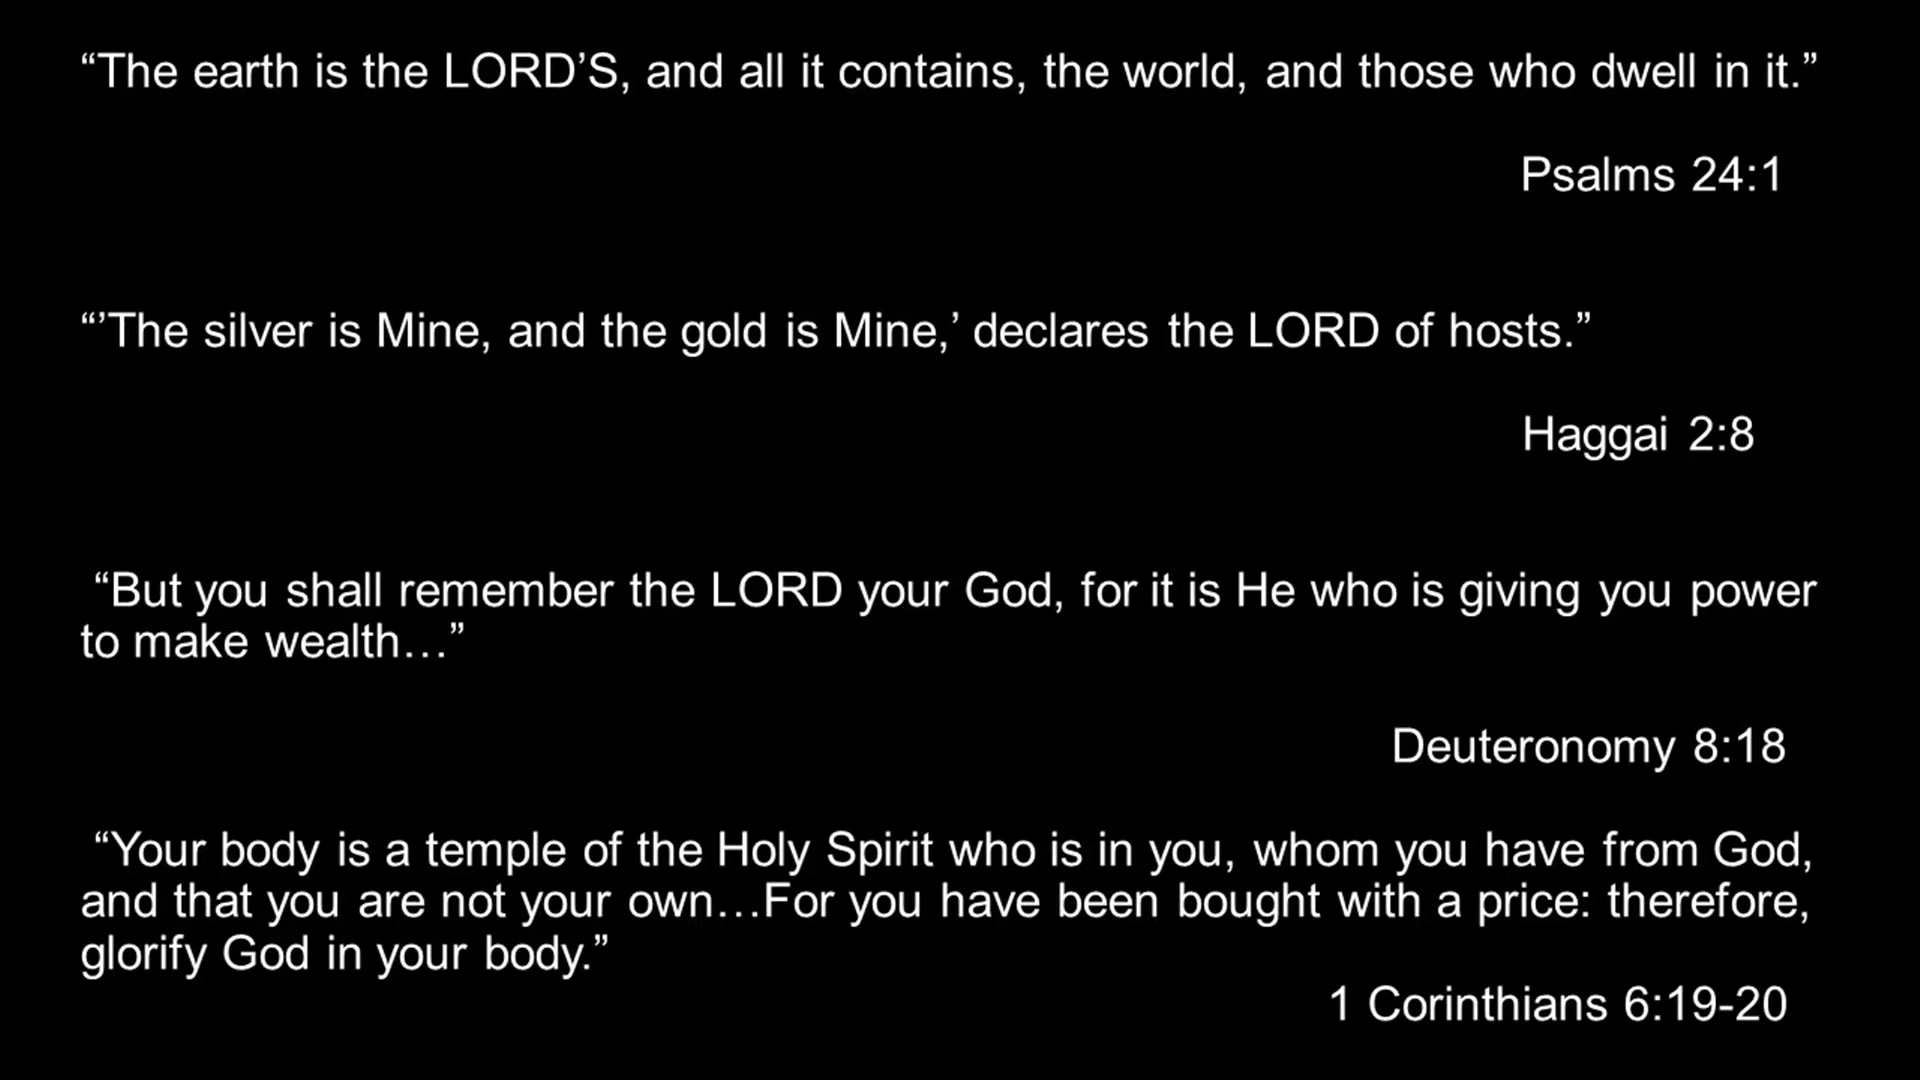 “The earth is the LORD’S, and all it contains, the world, and those who dwell in it.”
Psalms 24:1
“’The silver is Mine, and the gold is Mine,’ declares the LORD of hosts.”
Haggai 2:8
“But you shall remember the LORD your God, for it is He who is giving you power
to make wealth…”
Deuteronomy 8:18
“Your body is a temple of the Holy Spirit who is in you, whom you have from God,
and that you are not your own…For you have been bought with a price: therefore,
glorify God in your body.”
1 Corinthians 6:19-20